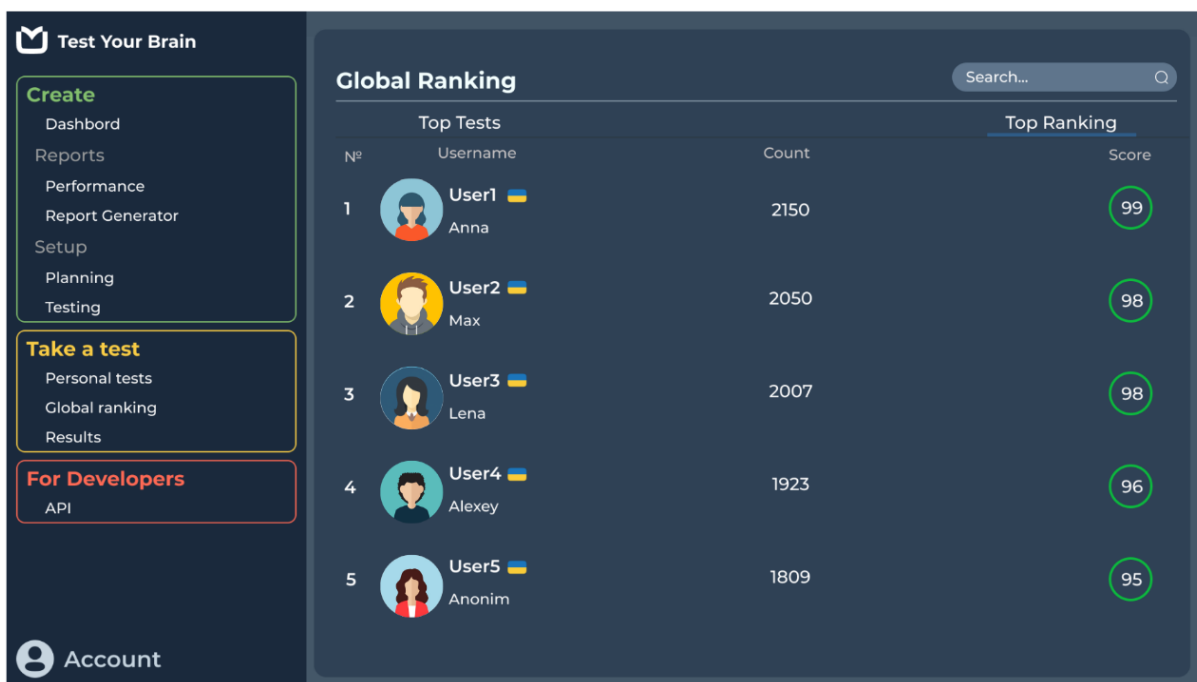 Test Your Brain
Create
Dashbord
Reports
Performance
Report Generator
Setup
Planning
Testing
Take a test
Personal tests
Global ranking
Results
For Developers
API
Account
Global Ranking
Search...
Top Tests
Top Ranking
№ Username Count Score
1 User1 2150 99
Anna
2 User2 2050 98
Max
3 User3 2007 98
Lena
4 User4 1923 96
Alexey
5 User5 1809 95
Anonim